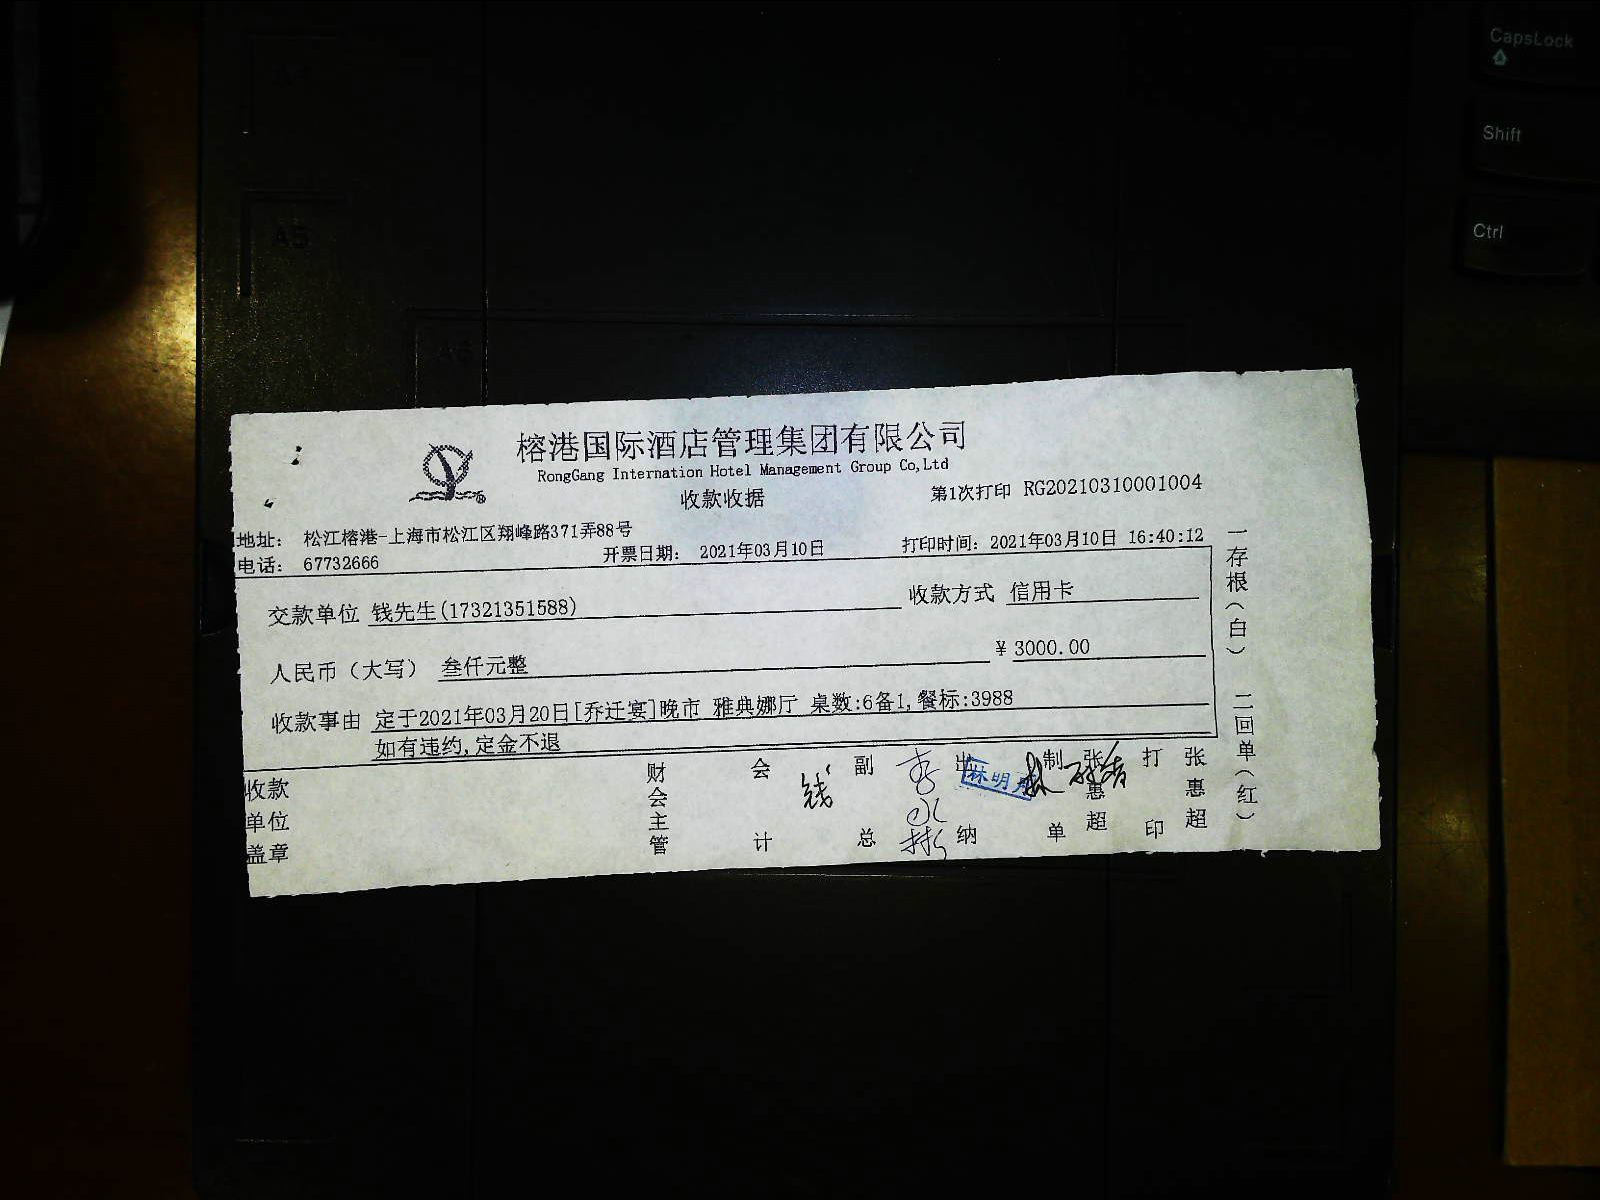 CapsLock
Shift
Ctrl
A5
榕港国际酒店管理集团有限公司
RongGang Internation Hotel Management Group Co,Ltd
收款收据
第1次打印 RG20210310001004
地址： 松江榕港-上海市松江区翔峰路371弄88号
电话： 67732666
开票日期： 2021年03月10日
打印时间：2021年03月10日 16:40:12
交款单位 钱先生(17321351588)
收款方式 信用卡
人民币（大写） 叁仟元整
￥3000.00
收款事由 定于2021年03月20日[乔迁宴]晚市 雅典娜厅 桌数:6备1,餐标:3988
如有违约,定金不退
收款单位盖章
财会主管
会计
钱
副总
李
出纳
林明
制单
张惠超
打印
张惠超
一存根（白） 二回单（红）